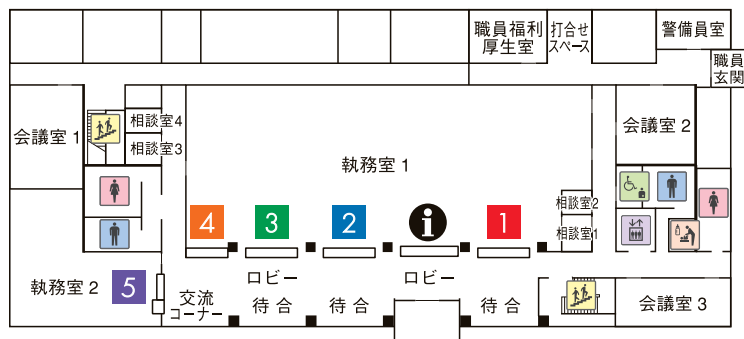 職員福利
厚生室
打合せ
スペース
警備員室
職員
玄関
会議室 1
相談室4
相談室3
執務室 1
会議室 2
相談室2
相談室1
4
3
2
i
1
執務室 2
5
交流
コーナー
ロビー
待合
待合
ロビー
待合
会議室 3